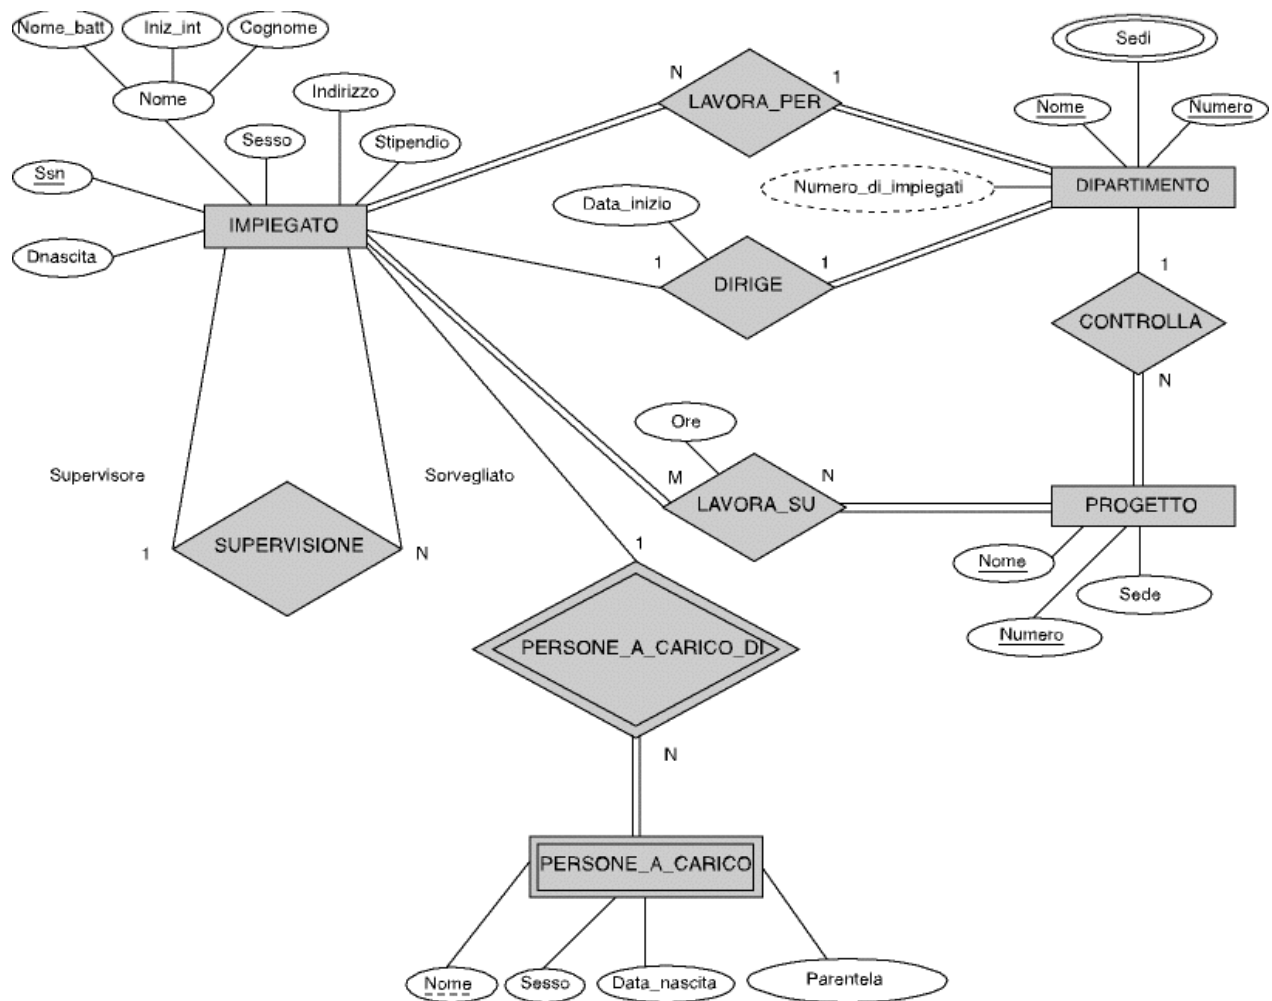 Nome_batt
Iniz_int
Cognome
Nome
Indirizzo
Sesso
Stipendio
Ssn
IMPIEGATO
Dnascita
N
LAVORA_PER
1
Sedi
Nome
Numero
Numero_di_impiegati
DIPARTIMENTO
Data_inizio
1
DIRIGE
1
1
CONTROLLA
N
Ore
M
LAVORA_SU
N
PROGETTO
Nome
Sede
Numero
Supervisore
Sorvegliato
1
SUPERVISIONE
N
1
PERSONE_A_CARICO_DI
N
PERSONE_A_CARICO
Nome
Sesso
Data_nascita
Parentela